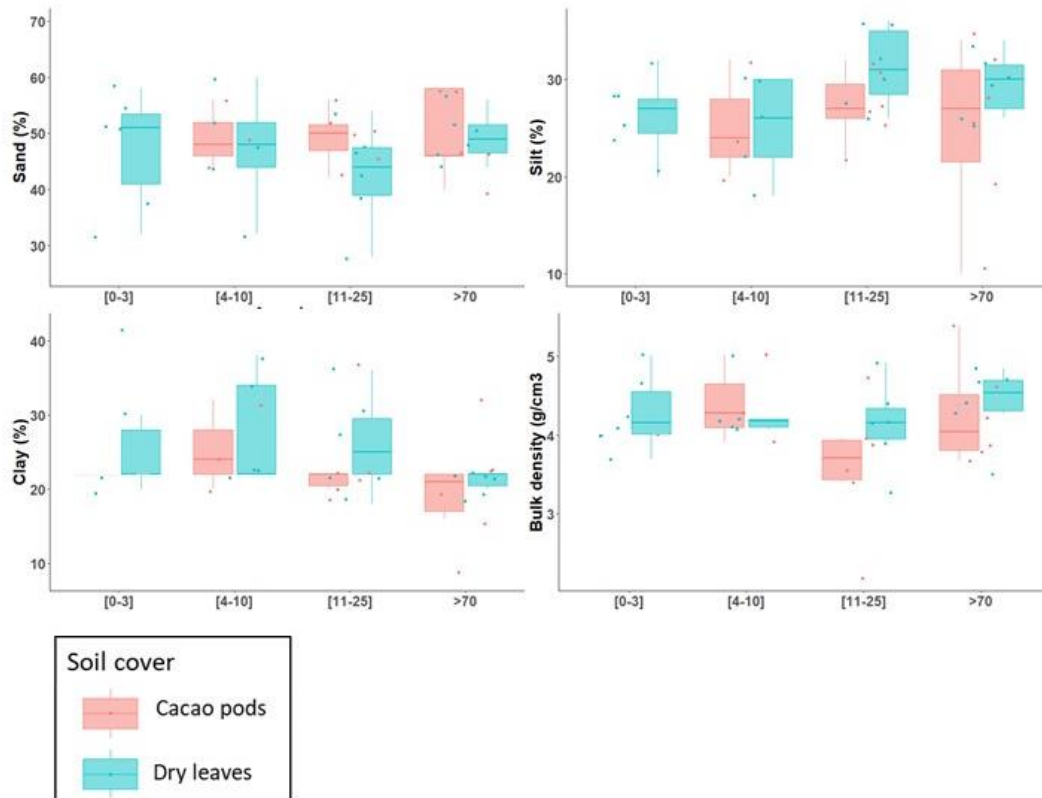 Sand (%)
70
60
50
40
30
[0-3] [4-10] [11-25] >70
Silt (%)
30
20
10
[0-3] [4-10] [11-25] >70
Clay (%)
40
30
20
10
[0-3] [4-10] [11-25] >70
Bulk density (g/cm3
5
4
3
[0-3] [4-10] [11-25] >70
Soil cover
Cacao pods
Dry leaves